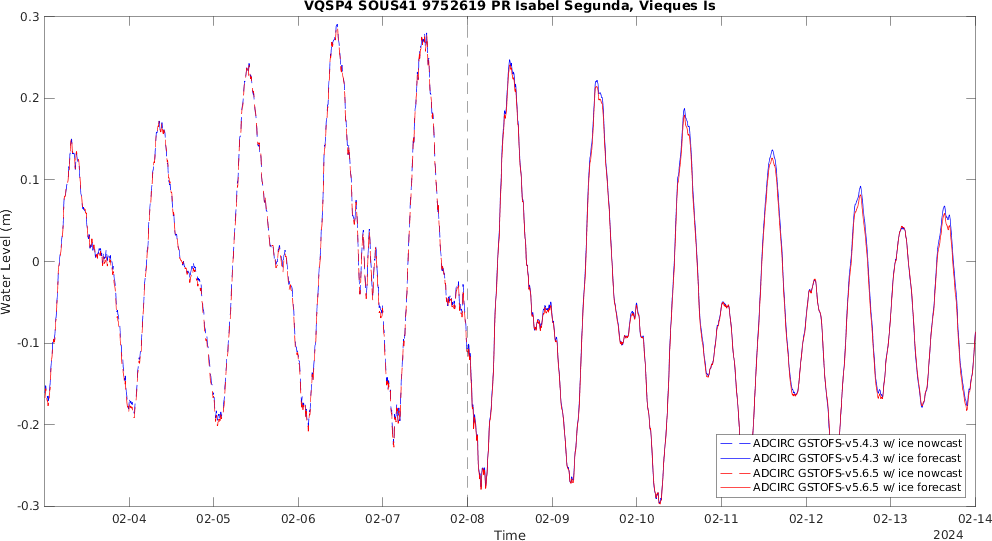 VQSP4 SOUS41 9752619 PR Isabel Segunda, Vieques Is
0.3
0.2
0.1
0
-0.1
-0.2
-0.3
Water Level (m)
ADCIRC GSTOFS-v5.4.3 w/ ice nowcast
ADCIRC GSTOFS-v5.4.3 w/ ice forecast
ADCIRC GSTOFS-v5.6.5 w/ ice nowcast
ADCIRC GSTOFS-v5.6.5 w/ ice forecast
02-04 02-05 02-06 02-07 02-08 02-09 02-10 02-11 02-12 02-13 02-14
Time
2024